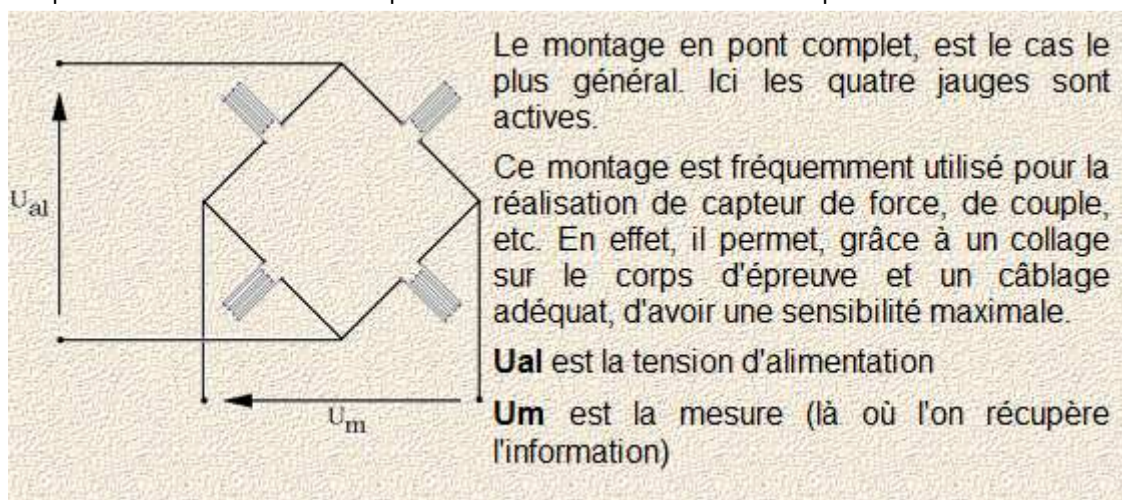 Le montage en pont complet, est le cas le
plus général. Ici les quatre jauges sont
actives.
Ce montage est fréquemment utilisé pour la
réalisation de capteur de force, de couple,
etc. En effet, il permet, grâce à un collage
sur le corps d'épreuve et un câblage
adéquat, d'avoir une sensibilité maximale.
Ual est la tension d'alimentation
Um est la mesure (là où l'on récupère
l'information)
Ual
Um